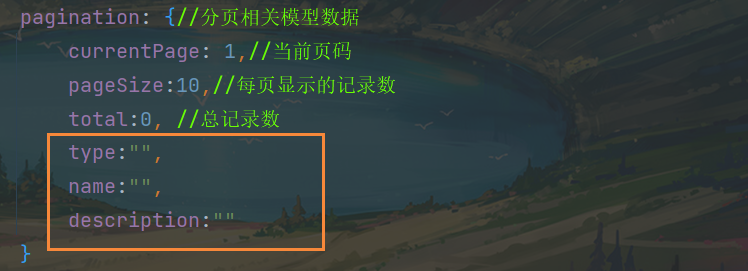 pagination: {//分页相关模型数据
currentPage: 1,//当前页码
pageSize:10,//每页显示的记录数
total:0, //总记录数
type:"",
name:"",
description:""
}